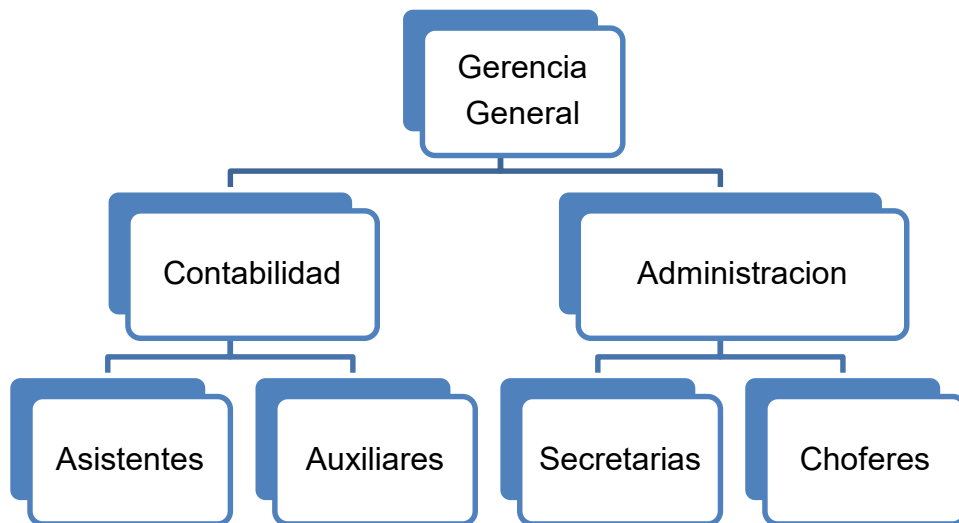 Gerencia
General
Contabilidad
Administracion
Asistentes
Auxiliares
Secretarias
Choferes